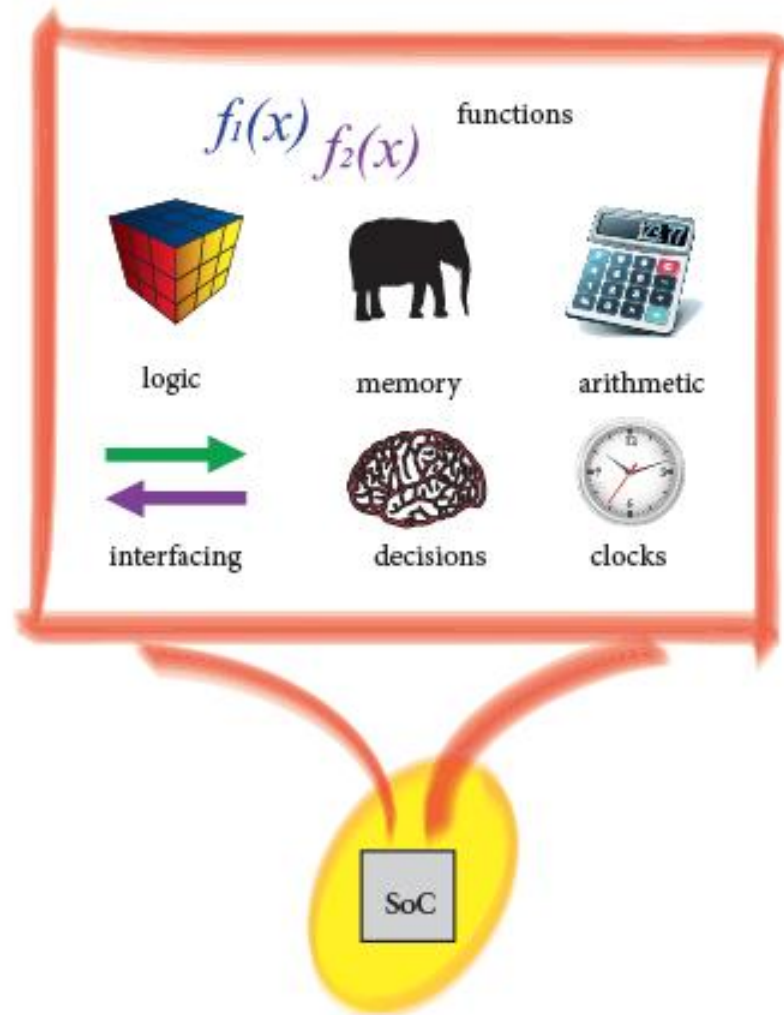 f1(x) f2(x) functions
logic memory arithmetic
interfacing decisions clocks
SoC